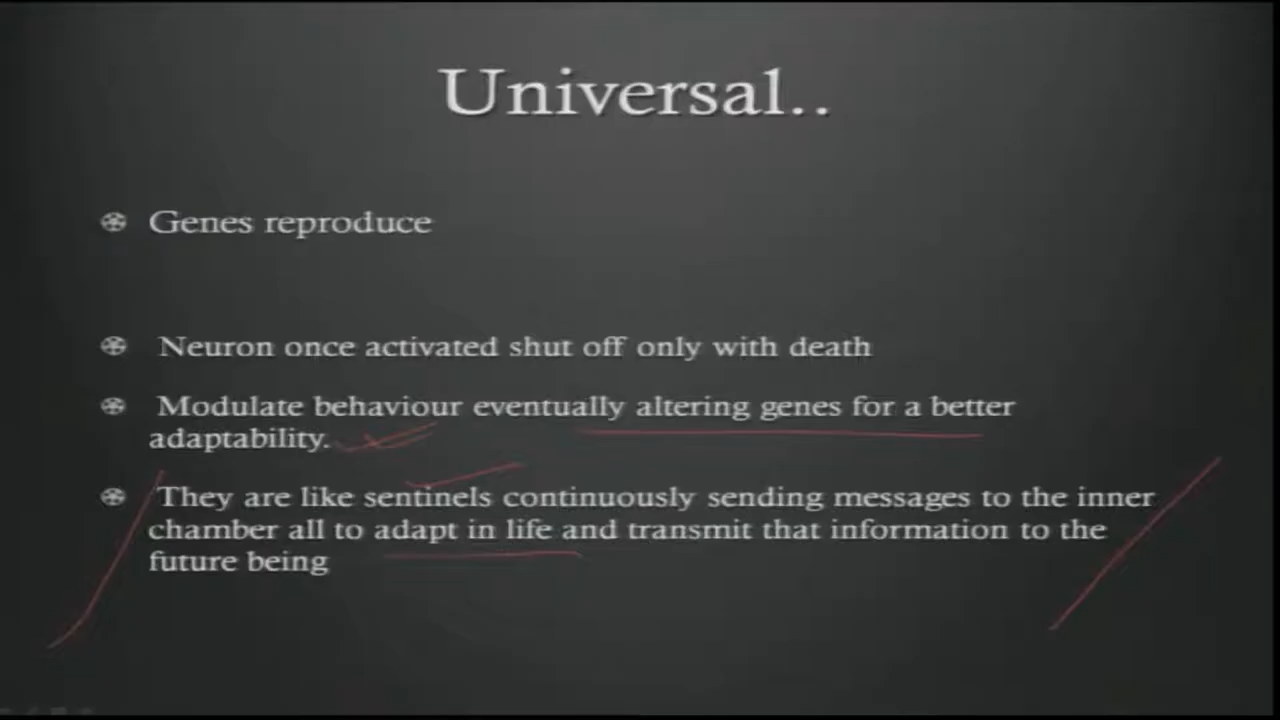 Universal..
Genes reproduce
Neuron once activated shut off only with death
Modulate behaviour eventually altering genes for a better
adaptability.
They are like sentinels continuously sending messages to the inner
chamber all to adapt in life and transmit that information to the
future being